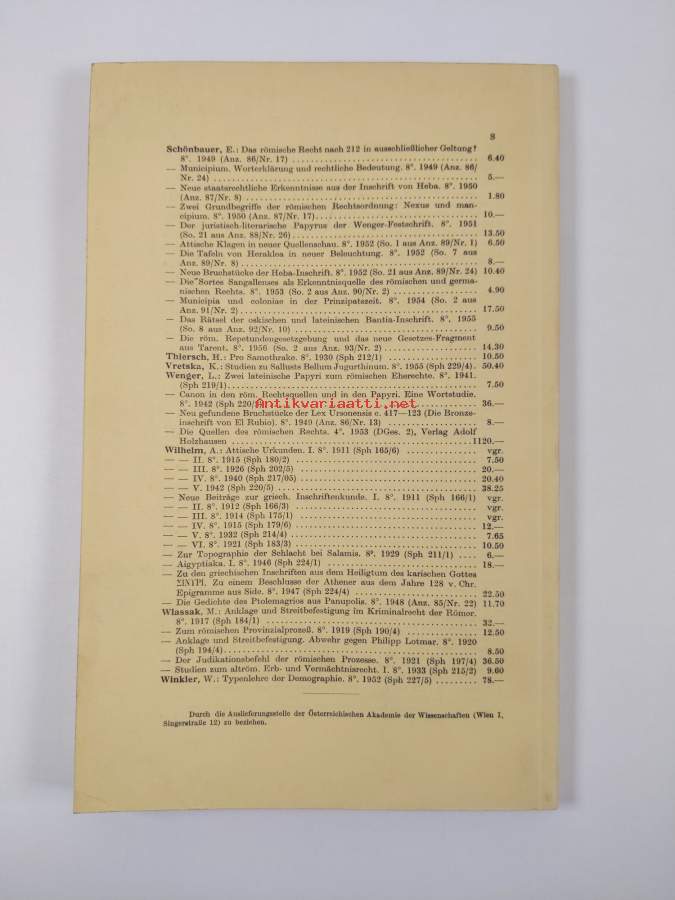 8
Schönbauer, E.: Das römische Recht nach 212 in ausschließlicher Geltung?
8°. 1949 (Anz. 86/Nr. 17) 6.40
— Municipium. Worterklärung und rechtliche Bedeutung. 8°. 1949 (Anz. 86/
Nr. 24) 5.—
— Neue staatsrechtliche Erkenntnisse aus der Inschrift von Heba. 8°. 1950
(Anz. 87/Nr. 8) 1.80
— Zwei Grundbegriffe der römischen Rechtsordnung: Nexus und man-
cipium. 8°. 1950 (Anz. 87/Nr. 17) 10.—
— Der juristisch-literarische Papyrus der Wenger-Festschrift. 8°. 1951
(So. 21 aus Anz. 88/Nr. 26) 13.50
— Attische Klagen in neuer Quellenschau. 8°. 1952 (So. 1 aus Anz. 89/Nr. 1) 6.50
— Die Tafeln von Heraklea in neuer Beleuchtung. 8°. 1952 (So. 7 aus
Anz. 89/Nr. 8) 8.—
— Neue Bruchstücke der Heba-Inschrift. 8°. 1952 (So. 21 aus Anz. 89/Nr. 24) 10.40
— Die Sortes Sangallenses als Erkenntnisquelle des römischen und germa-
nischen Rechts. 8°. 1953 (So. 2 aus Anz. 90/Nr. 2) 4.90
— Municipia und coloniae in der Prinzipatszeit. 8°. 1954 (So. 2 aus
Anz. 91/Nr. 2) 17.50
— Das Rätsel der oskischen und lateinischen Bantia-Inschrift. 8°. 1955
(So. 8 aus Anz. 92/Nr. 10) 9.50
— Die röm. Repetundengesetzgebung und das neue Gesetzes-Fragment
aus Tarent. 8°. 1956 (So. 2 aus Anz. 93/Nr. 2) 14.30
Thiersch, H.: Pro Samothrake. 8°. 1930 (Sph 212/1) 10.50
Vretska, K.: Studien zu Sallusts Bellum Jugurthinum. 8°. 1955 (Sph 229/4) 50.40
Wenger, L.: Zwei lateinische Papyri zum römischen Eherechte. 8°. 1941.
(Sph 219/1) 7.50
— Canon in den röm. Rechtsquellen und in den Papyri. Eine Wortstudie.
8°. 1942 (Sph 220/ 36.—
Antikvariaatti.net
— Neu gefundene Bruchstücke der Lex Ursonensis c. 417—123 (Die Bronze-
inschrift von El Rubio). 8°. 1949 (Anz. 86/Nr. 13) 8.—
— Die Quellen des römischen Rechts. 4°. 1953 (DGes. 2), Verlag Adolf
Holzhausen 1120.—
Wilhelm, A.: Attische Urkunden. I. 8°. 1911 (Sph 165/6) vgr.
— — II. 8°. 1915 (Sph 180/2) 7.50
— — III. 8°. 1926 (Sph 202/5) 20.—
— — IV. 8°. 1940 (Sph 217/05) 20.40
— — V. 1942 (Sph 220/5) 38.25
— Neue Beiträge zur griech. Inschriftenkunde. I. 8°. 1911 (Sph 166/1) vgr.
— — II. 8°. 1912 (Sph 166/3) vgr.
— — III. 8°. 1914 (Sph 175/1) vgr.
— — IV. 8°. 1915 (Sph 179/6) 12.—
— — V. 8°. 1932 (Sph 214/4) 7.65
— — VI. 8°. 1921 (Sph 183/3) 10.50
— Zur Topographie der Schlacht bei Salamis. 8°. 1929 (Sph 211/1) 6.—
— Aigyptiaka. I. 8°. 1946 (Sph 224/1) 18.—
— Zu den griechischen Inschriften aus dem Heiligtum des karischen Gottes
ΣΙΝΥΡΙ. Zu einem Beschlusse der Athener aus dem Jahre 128 v. Chr.
Epigramme aus Side. 8°. 1947 (Sph 224/4) 22.50
— Die Gedichte des Ptolemagrios aus Panupolis. 8°. 1948 (Anz. 85/Nr. 22) 11.70
Wlassak, M.: Anklage und Streitbefestigung im Kriminalrecht der Römer.
8°. 1917 (Sph 184/1) 32.—
— Zum römischen Provinzialprozeß. 8°. 1919 (Sph 190/4) 12.50
— Anklage und Streitbefestigung. Abwehr gegen Philipp Lotmar. 8°. 1920
(Sph 194/4) 8.50
— Der Judikationsbefehl der römischen Prozesse. 8°. 1921 (Sph 197/4) 36.50
— Studien zum altröm. Erb- und Vermächtnisrecht. I. 8°. 1933 (Sph 215/2) 9.60
Winkler, W.: Typenlehre der Demographie. 8°. 1952 (Sph 227/5) 78.—
Durch die Auslieferungsstelle der Österreichischen Akademie der Wissenschaften (Wien I,
Singerstraße 12) zu beziehen.